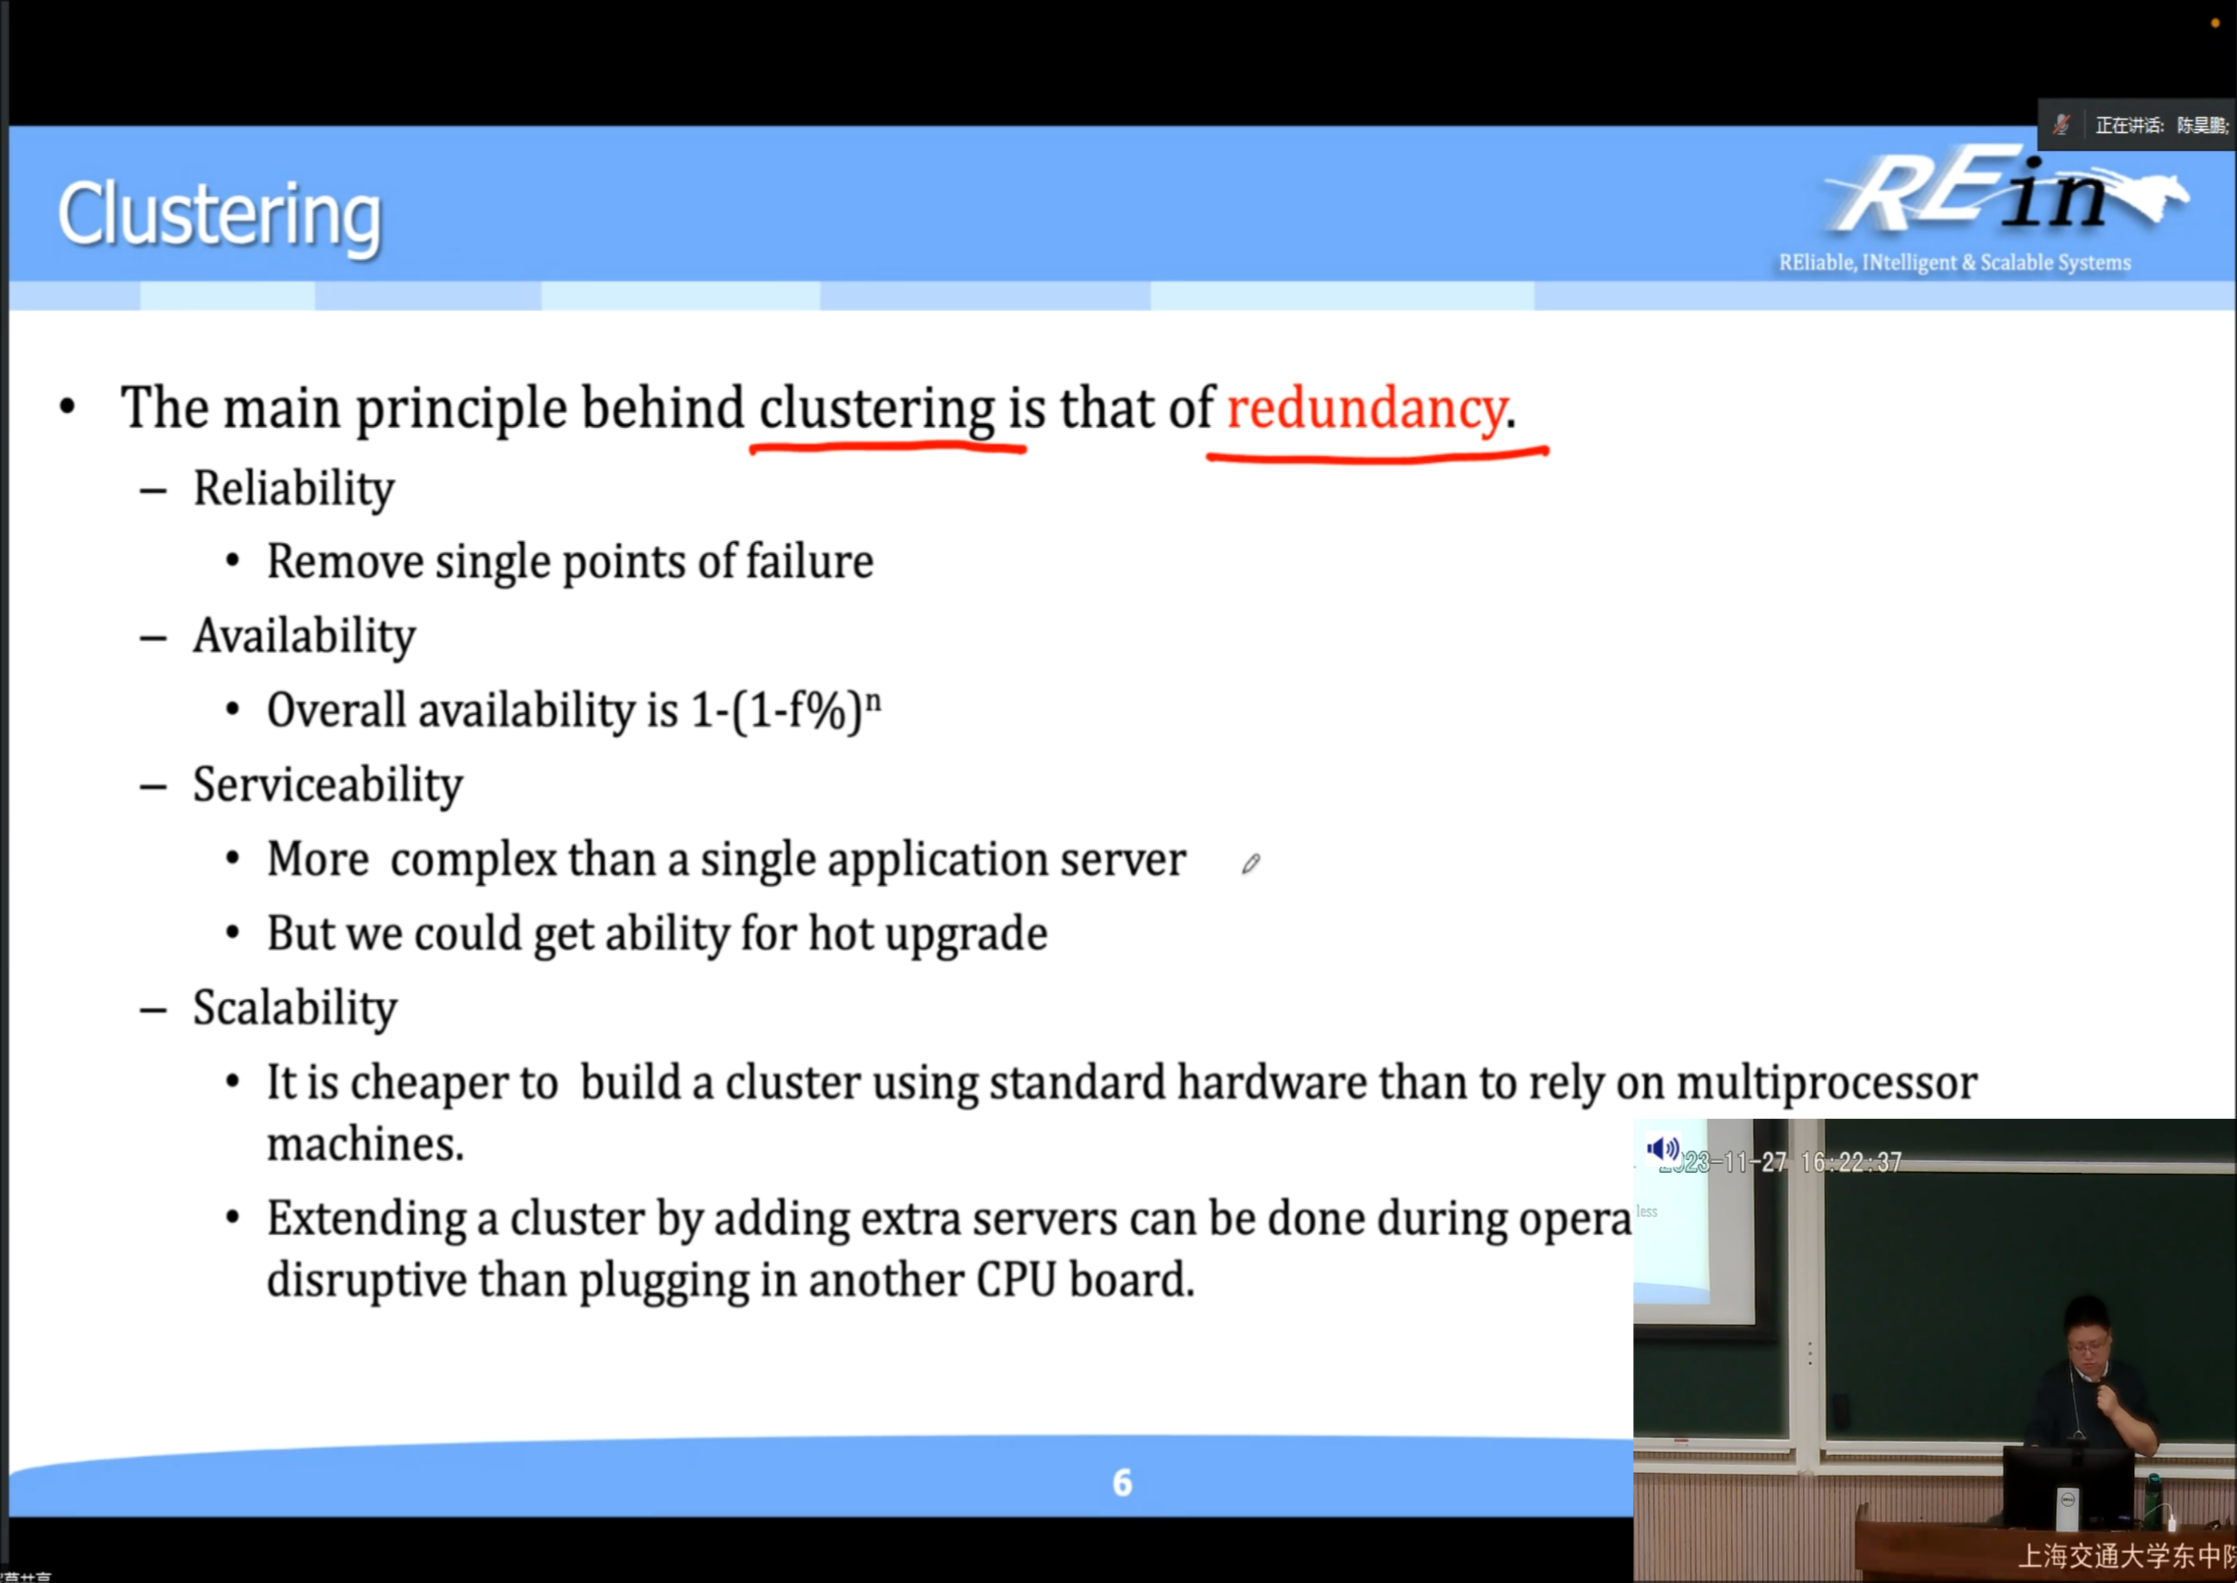 正在讲话: 陈昊鹏;
Clustering
REin
REliable, INtelligent & Scalable Systems
• The main principle behind clustering is that of redundancy.
– Reliability
• Remove single points of failure
– Availability
• Overall availability is 1-(1-f%)ⁿ
– Serviceability
• More complex than a single application server
• But we could get ability for hot upgrade
– Scalability
• It is cheaper to build a cluster using standard hardware than to rely on multiprocessor
machines.
• Extending a cluster by adding extra servers can be done during opera
disruptive than plugging in another CPU board.
2023-11-27 16:22:37
less
6
上海交通大学东中院